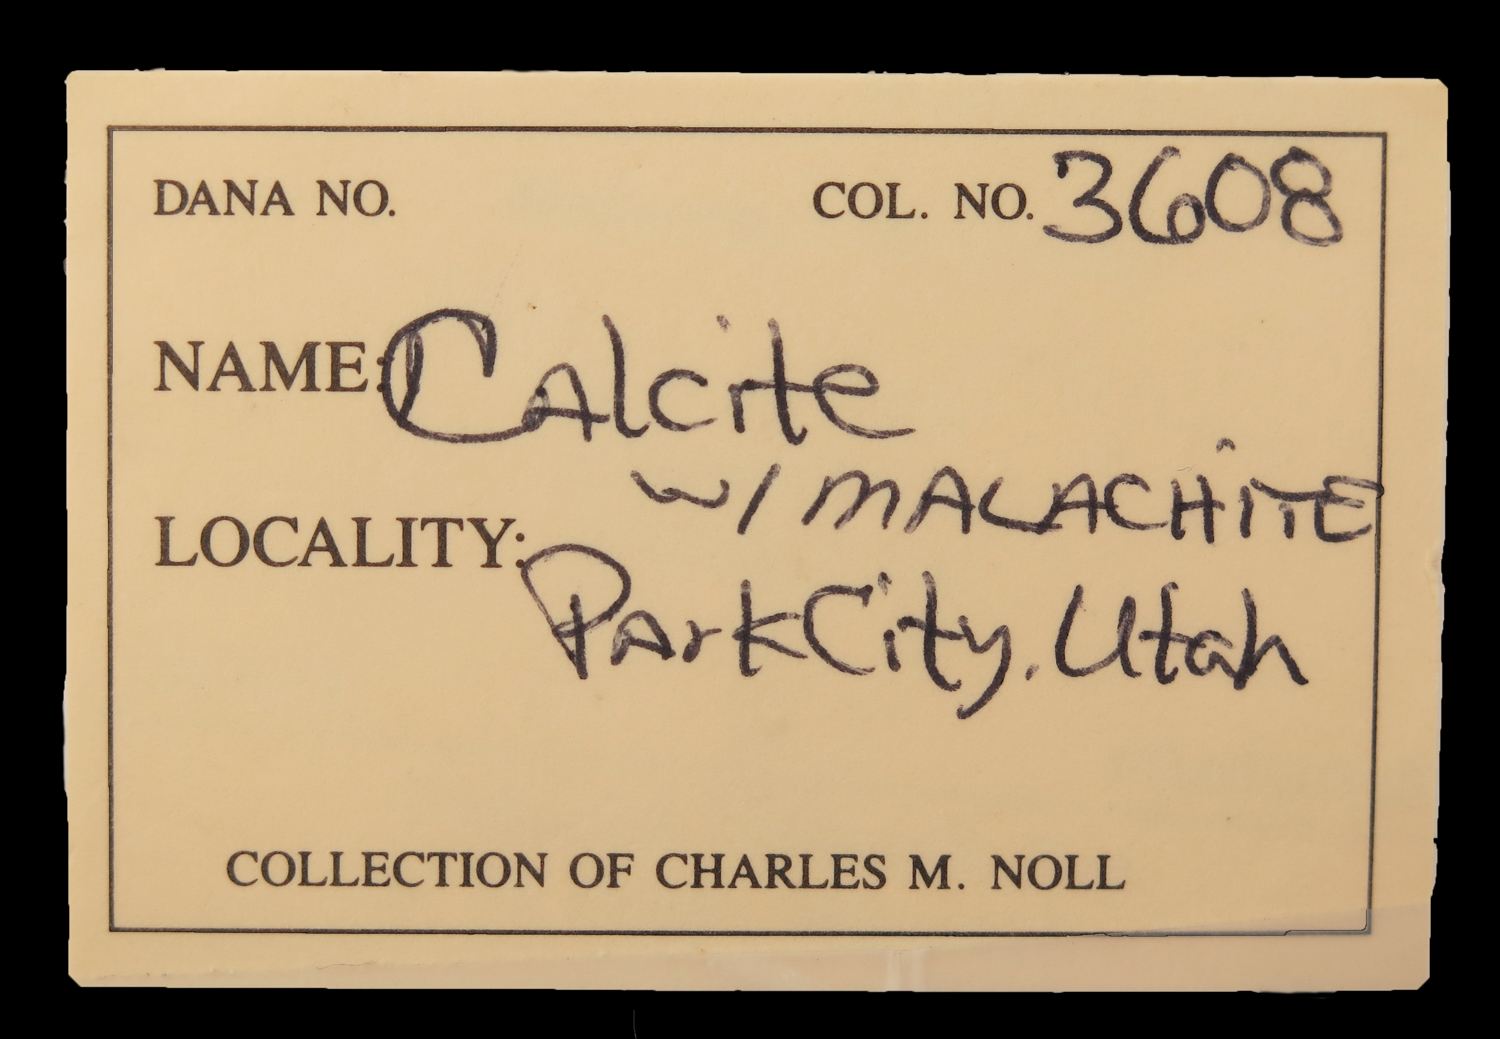 DANA NO. COL. NO. 3608
NAME: Calcite
w/ MALACHITE
LOCALITY: Park City, Utah
COLLECTION OF CHARLES M. NOLL